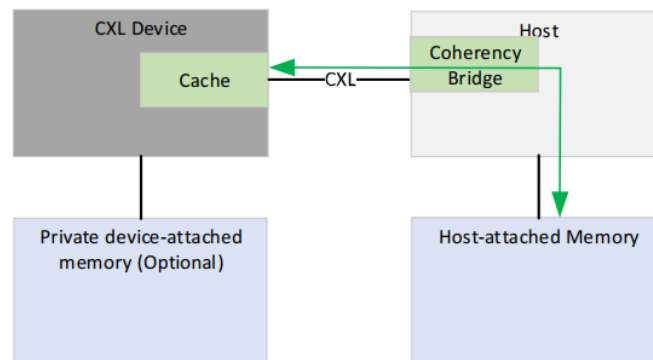 CXL Device
Cache
CXL
Host
Coherency
Bridge
Private device-attached
memory (Optional)
Host-attached Memory